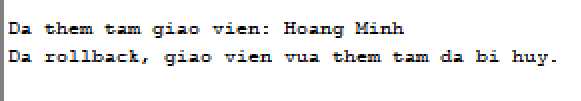 Da them tam giao vien: Hoang Minh
Da rollback, giao vien vua them tam da bi huy.